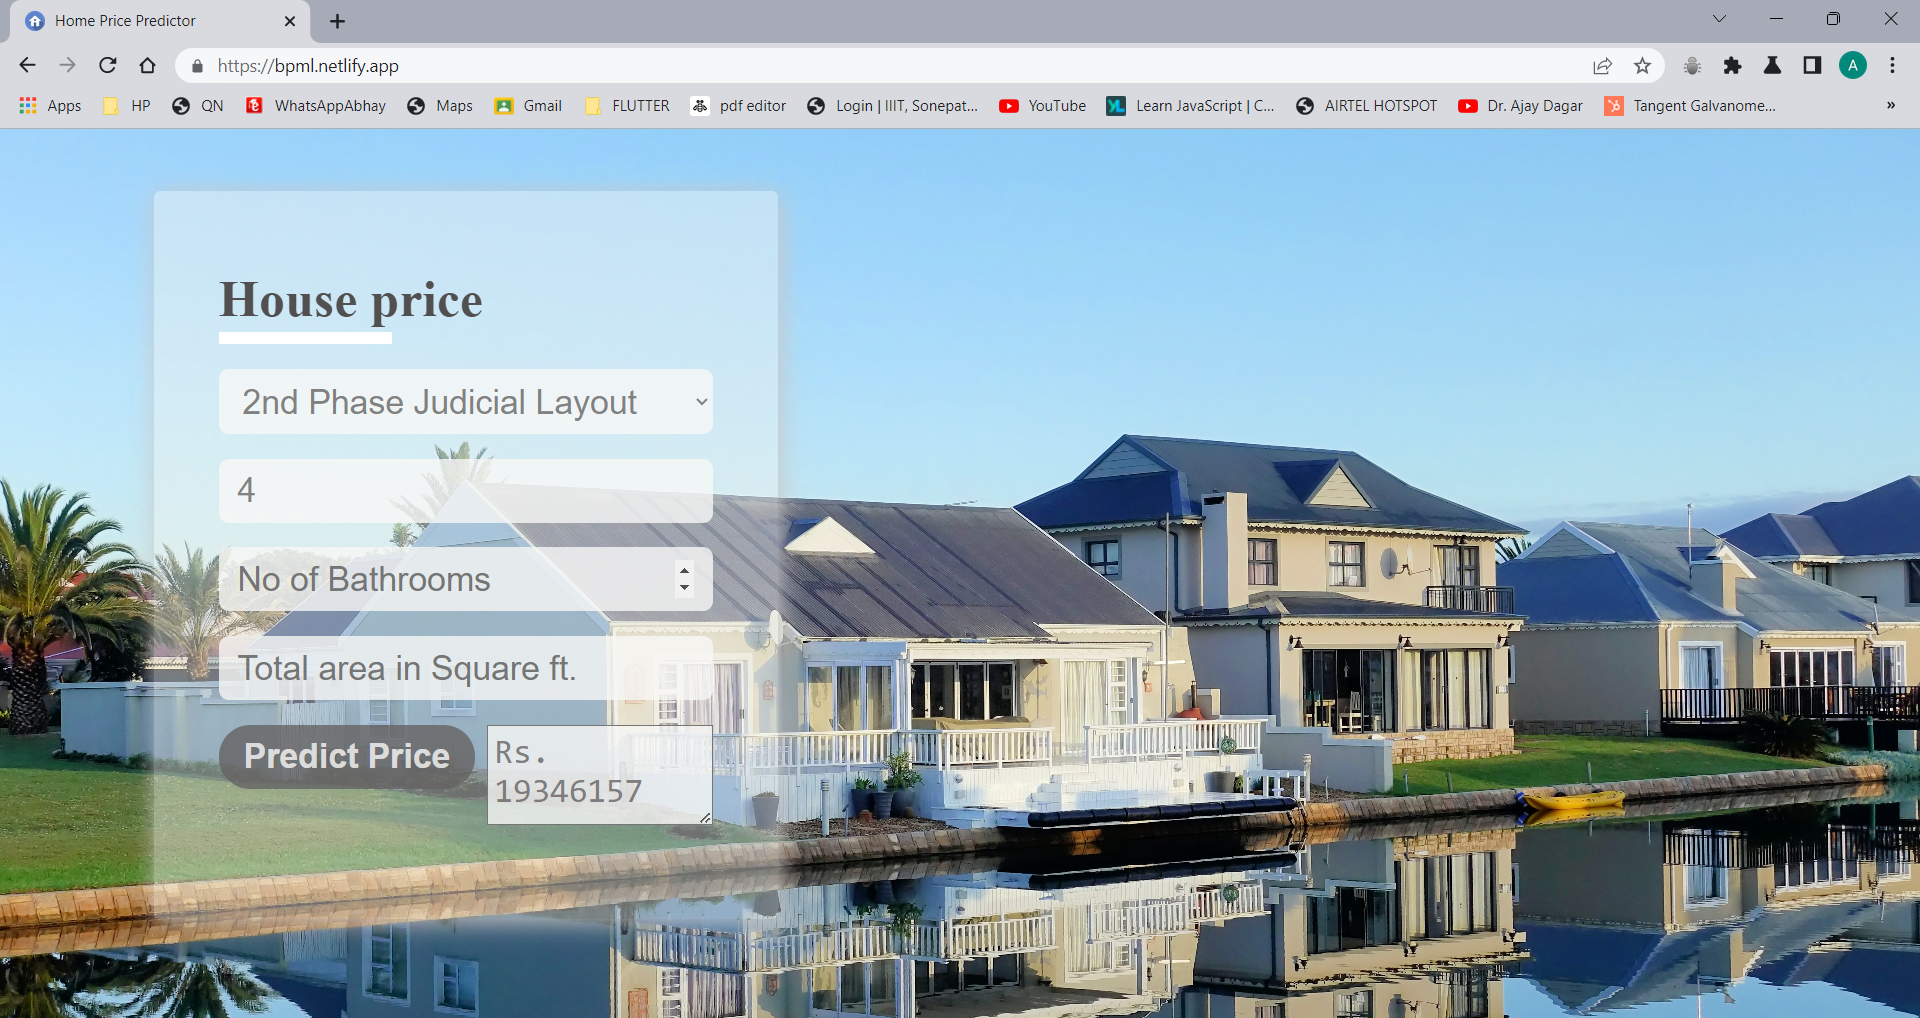 Home Price Predictor
https://bpml.netlify.app
A
Apps HP QN WhatsAppAbhay Maps Gmail FLUTTER pdf editor Login | IIIT, Sonepat... YouTube Learn JavaScript | C... AIRTEL HOTSPOT Dr. Ajay Dagar Tangent Galvanome... »
House price
2nd Phase Judicial Layout
4
No of Bathrooms
Total area in Square ft.
Predict Price
Rs.
19346157